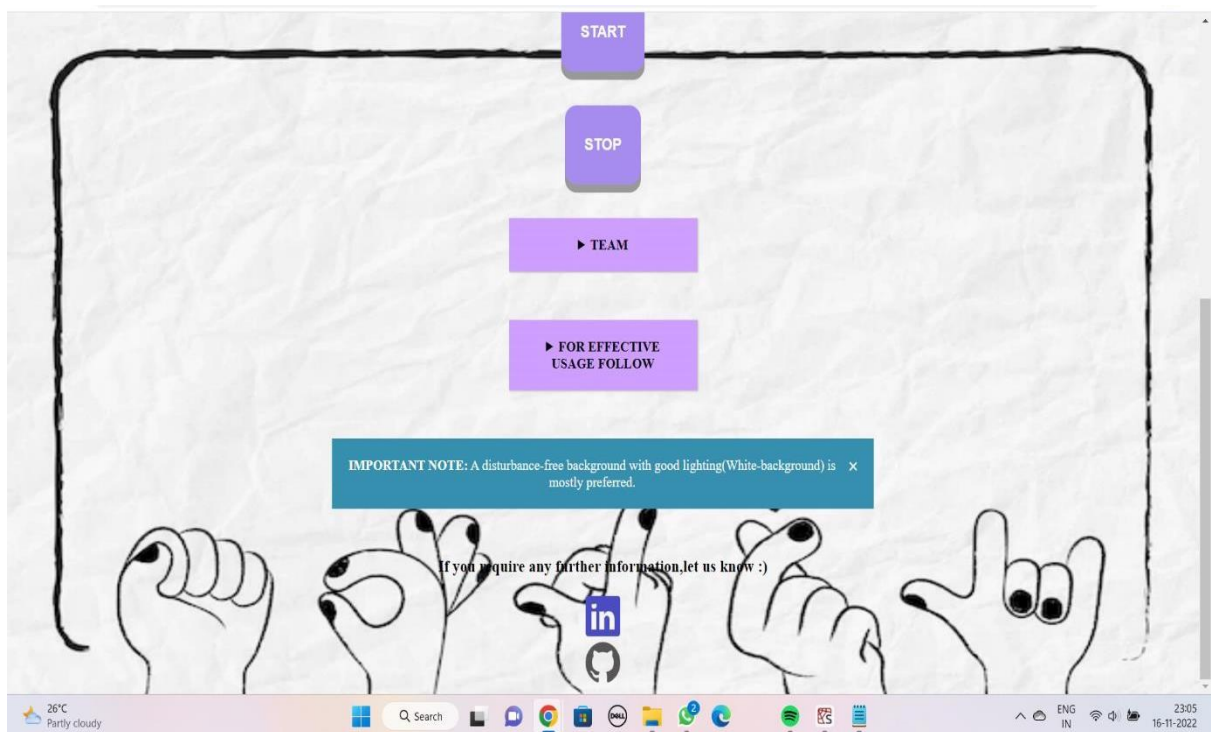 START
STOP
▶ TEAM
▶ FOR EFFECTIVE
USAGE FOLLOW
IMPORTANT NOTE: A disturbance-free background with good lighting(White-background) is ×
mostly preferred.
If you require any further information,let us know :)
in
26°C
Partly cloudy
Search
DELL
2
ENG
IN
23:05
16-11-2022